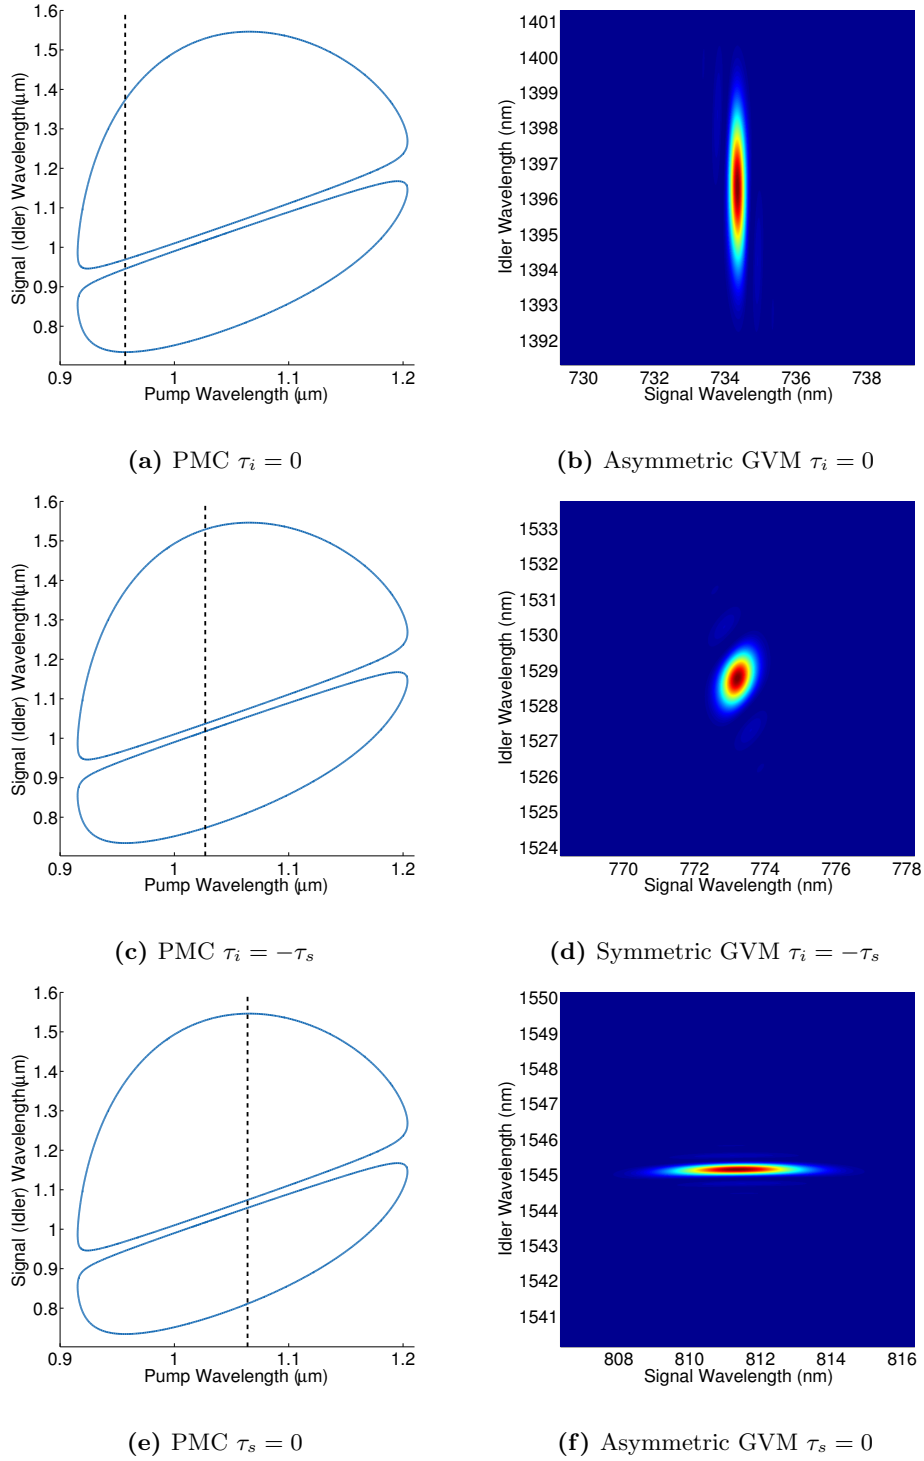 1.6
1.5
1.4
1.3
1.2
1.1
1
0.9
0.8
Signal (Idler) Wavelength(μm)
0.9 1 1.1 1.2
Pump Wavelength (μm)
1401
1400
1399
1398
1397
1396
1395
1394
1393
1392
Idler Wavelength (nm)
730 732 734 736 738
Signal Wavelength (nm)
(a) PMC τi = 0
(b) Asymmetric GVM τi = 0
1.6
1.5
1.4
1.3
1.2
1.1
1
0.9
0.8
Signal (Idler) Wavelength(μm)
0.9 1 1.1 1.2
Pump Wavelength (μm)
1533
1532
1531
1530
1529
1528
1527
1526
1525
1524
Idler Wavelength (nm)
770 772 774 776 778
Signal Wavelength (nm)
(c) PMC τi = −τs
(d) Symmetric GVM τi = −τs
1.6
1.5
1.4
1.3
1.2
1.1
1
0.9
0.8
Signal (Idler) Wavelength(μm)
0.9 1 1.1 1.2
Pump Wavelength (μm)
1550
1549
1548
1547
1546
1545
1544
1543
1542
1541
Idler Wavelength (nm)
808 810 812 814 816
Signal Wavelength (nm)
(e) PMC τs = 0
(f) Asymmetric GVM τs = 0